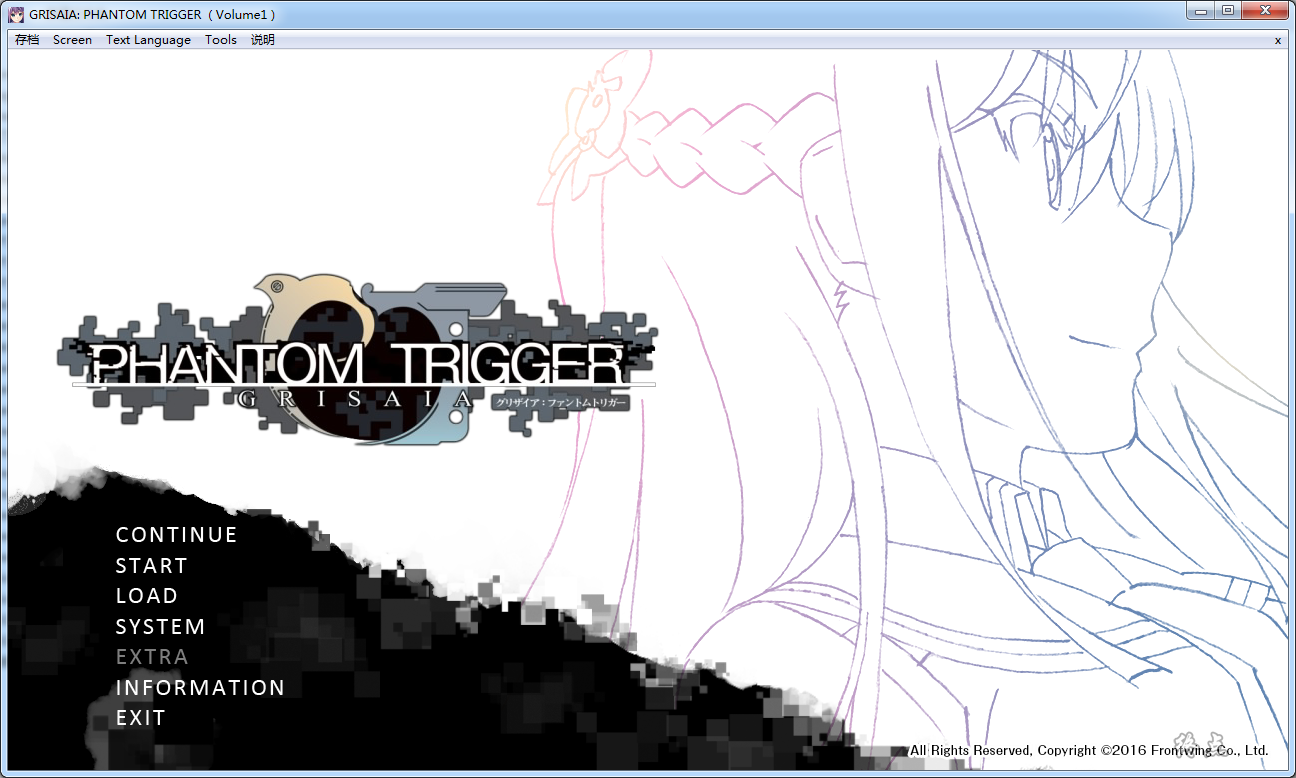 GRISAIA: PHANTOM TRIGGER ( Volume1 )
存档 Screen Text Language Tools 说明 x
PHANTOM TRIGGER
GRISAIA グリザイア:ファントムトリガー
CONTINUE
START
LOAD
SYSTEM
EXTRA
INFORMATION
EXIT
All Rights Reserved, Copyright ©2016 Frontwing Co., Ltd.